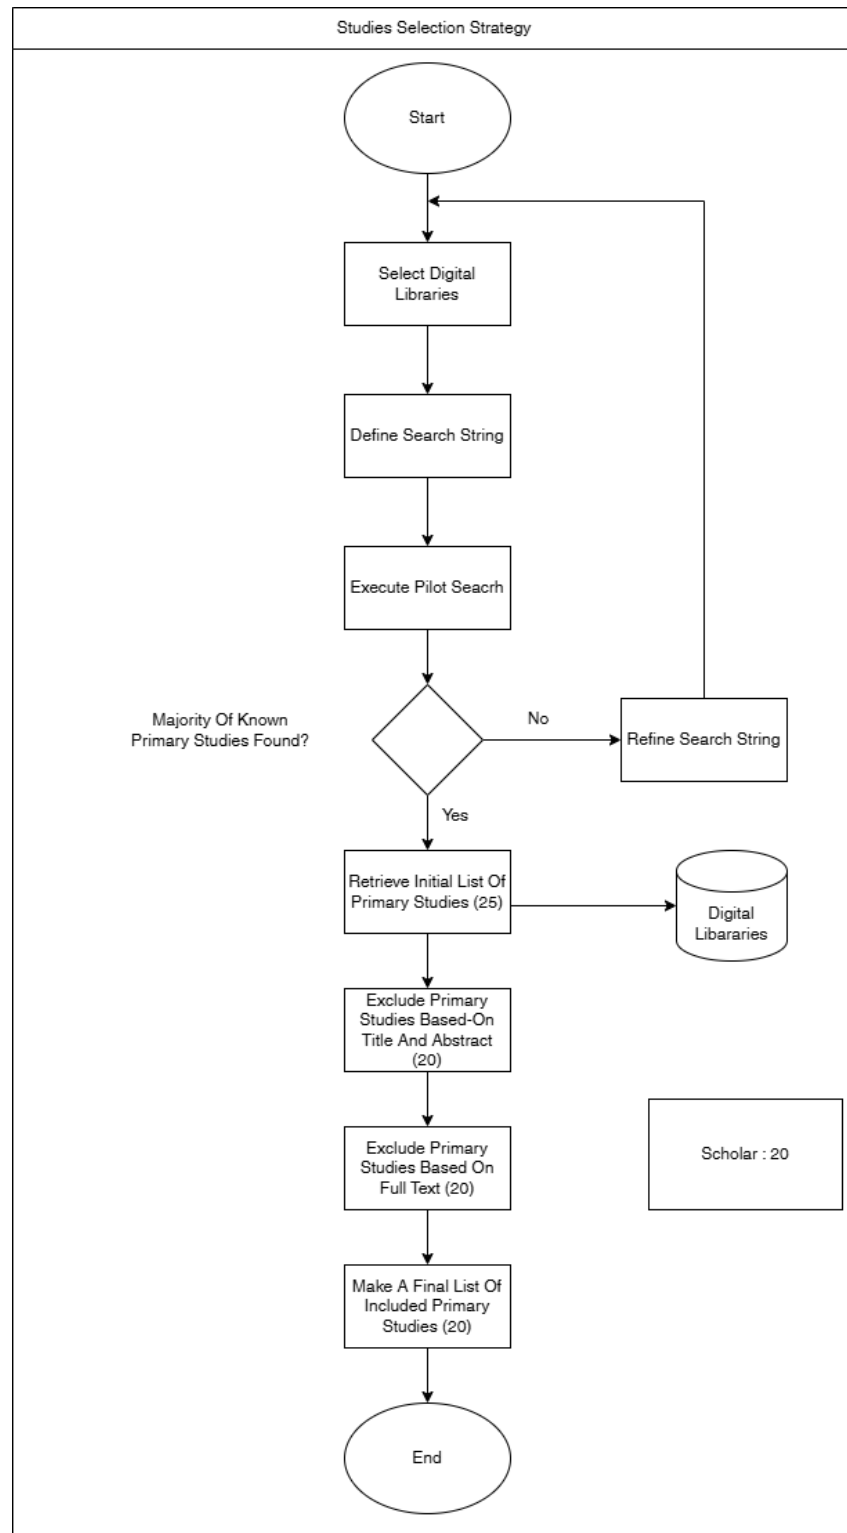 Studies Selection Strategy
Start
Select Digital
Libraries
Define Search String
Execute Pilot Seacrh
Majority Of Known
Primary Studies Found?
No
Refine Search String
Yes
Retrieve Initial List Of
Primary Studies (25)
Digital
Libararies
Exclude Primary
Studies Based-On
Title And Abstract
(20)
Exclude Primary
Studies Based On
Full Text (20)
Scholar : 20
Make A Final List Of
Included Primary
Studies (20)
End